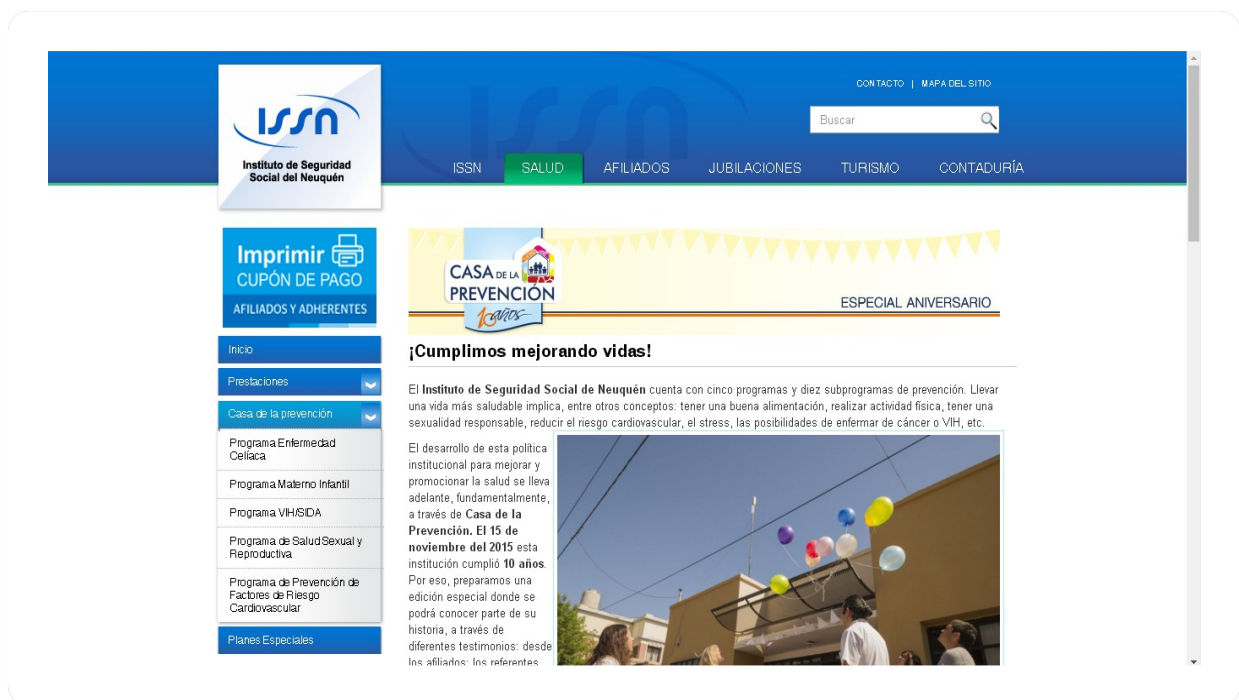 CONTACTO | MAPA DEL SITIO
Buscar
issn
Instituto de Seguridad
Social del Neuquén
ISSN SALUD AFILIADOS JUBILACIONES TURISMO CONTADURÍA
Imprimir
CUPÓN DE PAGO
AFILIADOS Y ADHERENTES
Inicio
Prestaciones
Casa de la prevención
Programa Enfermedad
Celíaca
Programa Materno Infantil
Programa VIH/SIDA
Programa de Salud Sexual y
Reproductiva
Programa de Prevención de
Factores de Riesgo
Cardiovascular
Planes Especiales
CASA DE LA
PREVENCIÓN
10 años
ESPECIAL ANIVERSARIO
¡Cumplimos mejorando vidas!
El Instituto de Seguridad Social de Neuquén cuenta con cinco programas y diez subprogramas de prevención. Llevar
una vida más saludable implica, entre otros conceptos: tener una buena alimentación, realizar actividad física, tener una
sexualidad responsable, reducir el riesgo cardiovascular, el stress, las posibilidades de enfermar de cáncer o VIH, etc.
El desarrollo de esta política
institucional para mejorar y
promocionar la salud se lleva
adelante, fundamentalmente,
a través de Casa de la
Prevención. El 15 de
noviembre del 2015 esta
institución cumplió 10 años.
Por eso, preparamos una
edición especial donde se
podrá conocer parte de su
historia, a través de
diferentes testimonios: desde
los afiliados; los referentes